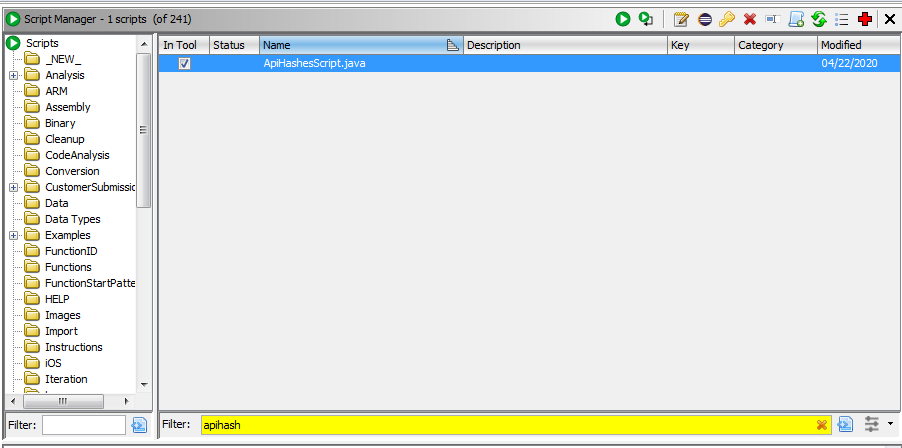 Script Manager - 1 scripts (of 241)
Scripts
_NEW_
Analysis
ARM
Assembly
Binary
Cleanup
CodeAnalysis
Conversion
CustomerSubmissic
Data
Data Types
Examples
FunctionID
Functions
FunctionStartPatte
HELP
Images
Import
Instructions
iOS
Iteration
Filter:
In Tool Status Name Description Key Category Modified
ApiHashesScript.java 04/22/2020
Filter: apihash